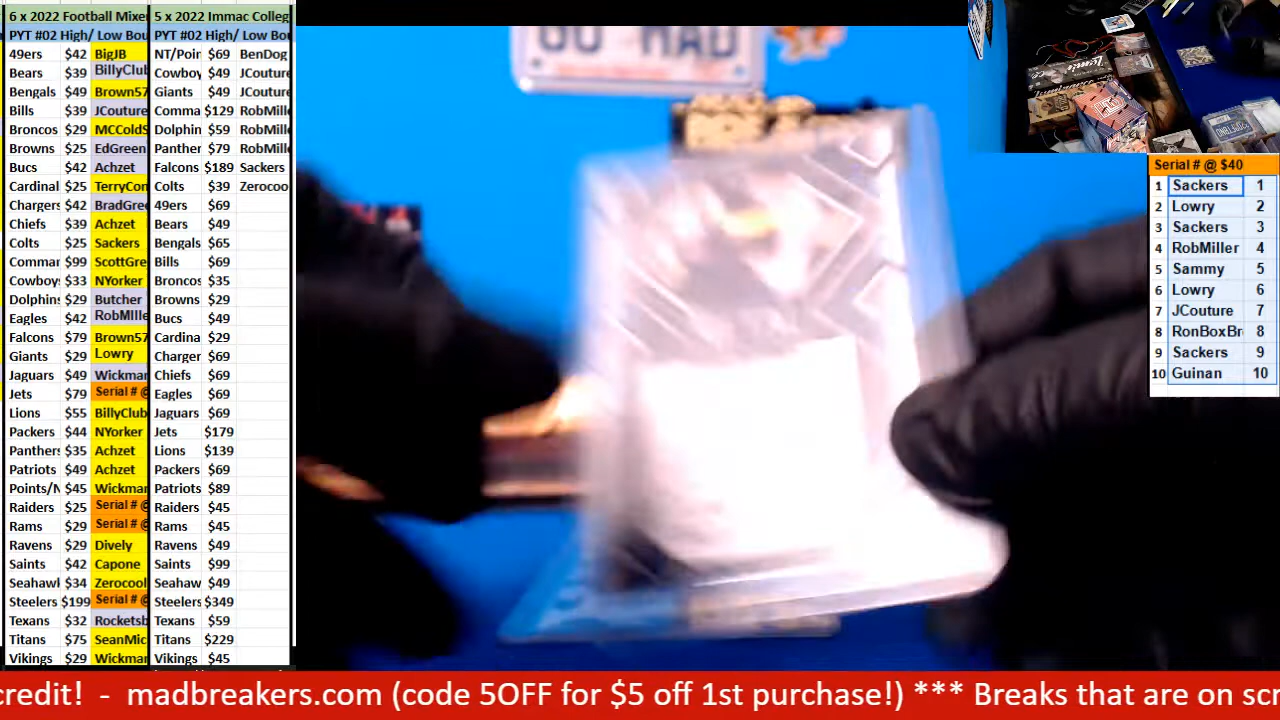 6 x 2022 Football Mixe
PYT #02 High/ Low Bou
49ers $42 BigJB
Bears $39 BillyClub
Bengals $49 Brown57
Bills $39 JCouture
Broncos $29 MCColdS
Browns $25 EdGreen
Bucs $42 Achzet
Cardinal $25 TerryCon
Chargers $42 BradGree
Chiefs $39 Achzet
Colts $25 Sackers
Comman $99 ScottGre
Cowboys $33 NYorker
Dolphins $29 Butcher
Eagles $42 RobMIlle
Falcons $79 Brown57
Giants $29 Lowry
Jaguars $49 Wickmar
Jets $79 Serial # @
Lions $55 BillyClub
Packers $44 NYorker
Panthers $35 Achzet
Patriots $49 Achzet
Points/N $45 Wickmar
Raiders $25 Serial # @
Rams $29 Serial # @
Ravens $29 Dively
Saints $42 Capone
Seahawk $34 Zerocool
Steelers $199 Serial # @
Texans $32 Rocketsb
Titans $75 SeanMic
Vikings $29 Wickmar
5 x 2022 Immac Colleg
PYT #02 High/ Low Bou
NT/Poin $69 BenDog
Cowboy $49 JCouture
Giants $49 JCouture
Comma $129 RobMille
Dolphin $59 RobMille
Panther $79 RobMille
Falcons $189 Sackers
Colts $39 Zerocoo
49ers $69
Bears $49
Bengals $65
Bills $69
Broncos $35
Browns $29
Bucs $49
Cardina $29
Charger $69
Chiefs $69
Eagles $69
Jaguars $69
Jets $179
Lions $139
Packers $69
Patriots $89
Raiders $45
Rams $45
Ravens $49
Saints $99
Seahaw $49
Steelers $349
Texans $59
Titans $229
Vikings $45
GO MAD
Serial # @ $40
1 Sackers 1
2 Lowry 2
3 Sackers 3
4 RobMiller 4
5 Sammy 5
6 Lowry 6
7 JCouture 7
8 RonBoxBr 8
9 Sackers 9
10 Guinan 10
credit! - madbreakers.com (code 5OFF for $5 off 1st purchase!) *** Breaks that are on scr